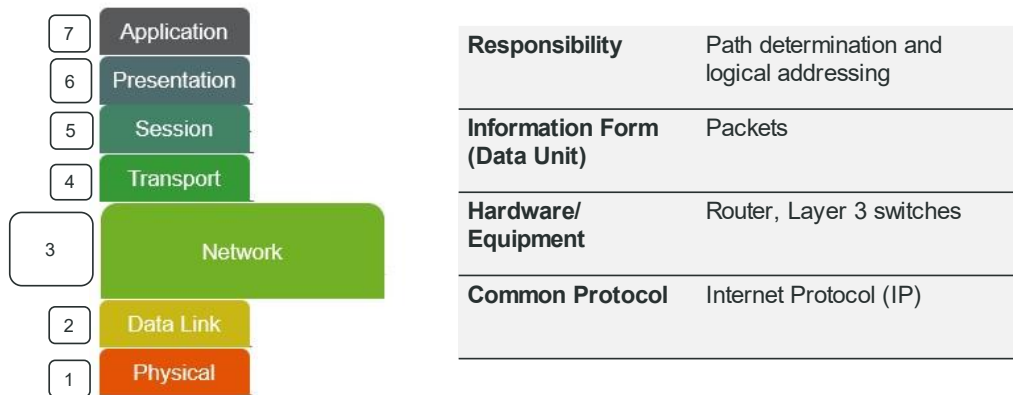 7 Application
6 Presentation
5 Session
4 Transport
3 Network
2 Data Link
1 Physical
Responsibility Path determination and
logical addressing
Information Form Packets
(Data Unit)
Hardware/ Router, Layer 3 switches
Equipment
Common Protocol Internet Protocol (IP)